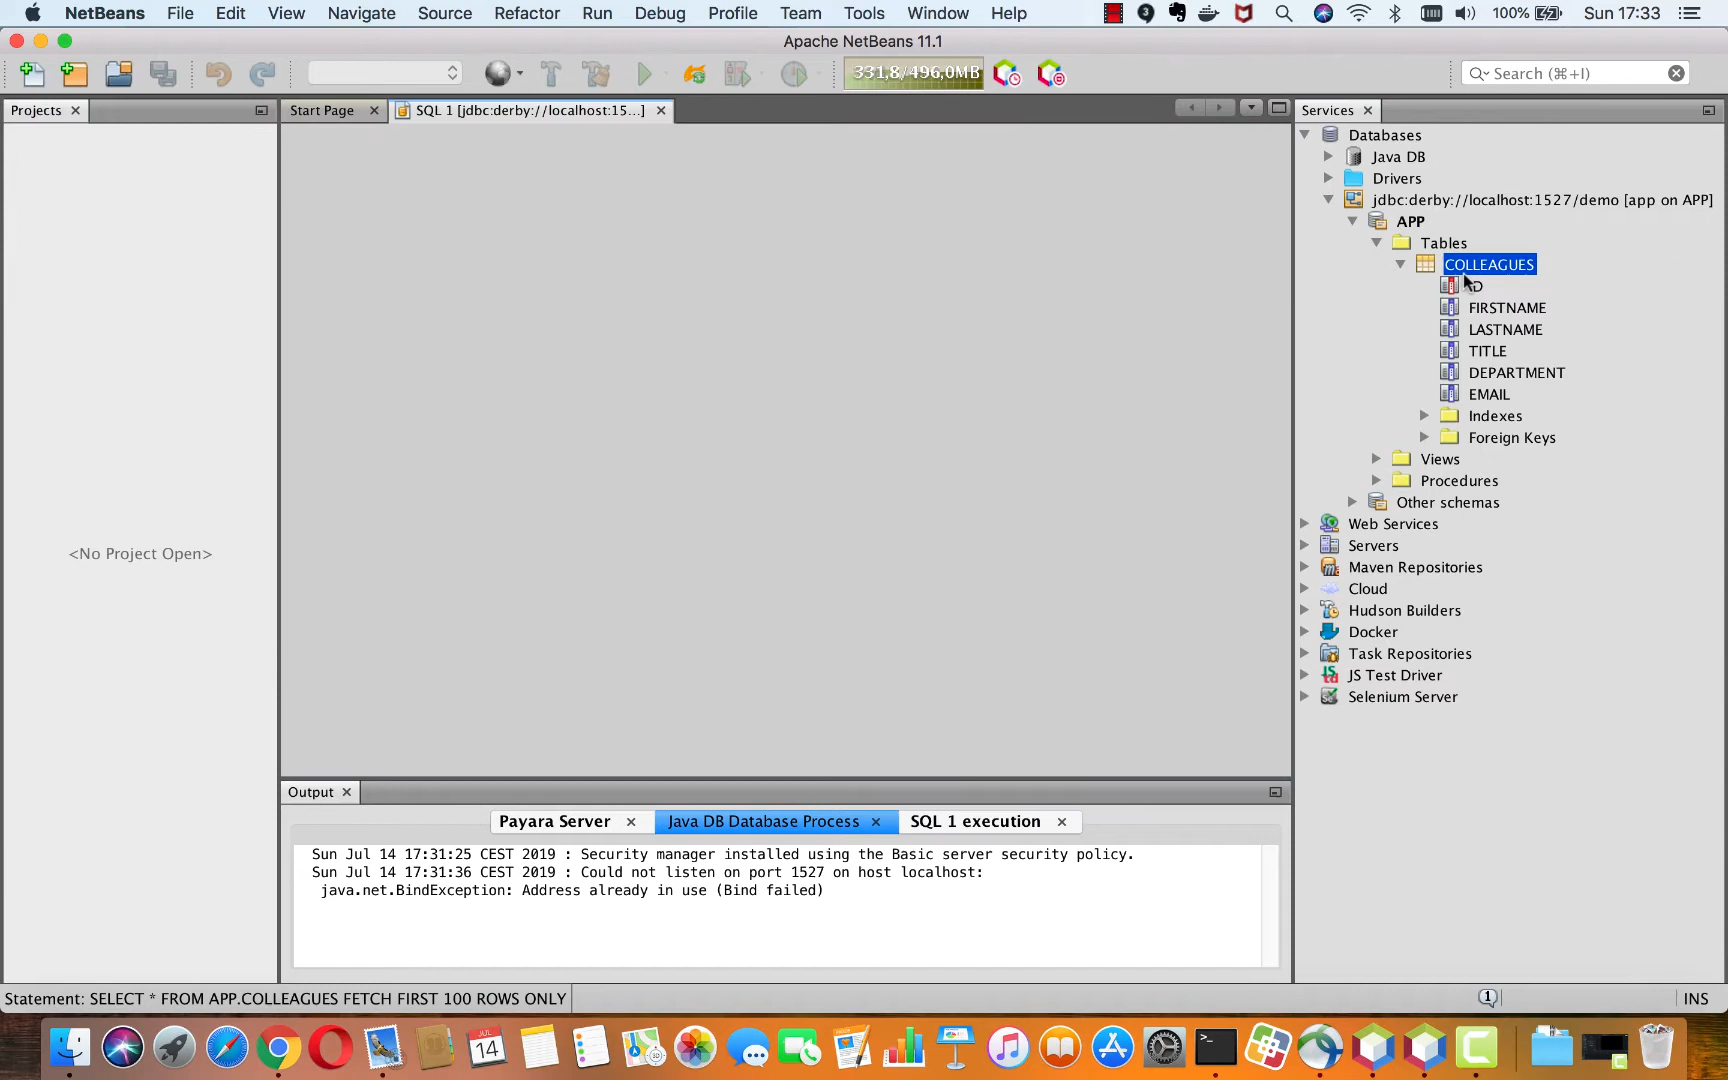 NetBeans File Edit View Navigate Source Refactor Run Debug Profile Team Tools Window Help 3 100% Sun 17:33
Apache NetBeans 11.1
331,8/496,0MB
Search (⌘+I)
Projects
Start Page
SQL 1 [jdbc:derby://localhost:15...]
Services
<No Project Open>
Databases
Java DB
Drivers
jdbc:derby://localhost:1527/demo [app on APP]
APP
Tables
COLLEAGUES
ID
FIRSTNAME
LASTNAME
TITLE
DEPARTMENT
EMAIL
Indexes
Foreign Keys
Views
Procedures
Other schemas
Web Services
Servers
Maven Repositories
Cloud
Hudson Builders
Docker
Task Repositories
JS Test Driver
Selenium Server
Output
Payara Server
Java DB Database Process
SQL 1 execution
Sun Jul 14 17:31:25 CEST 2019 : Security manager installed using the Basic server security policy.
Sun Jul 14 17:31:36 CEST 2019 : Could not listen on port 1527 on host localhost:
java.net.BindException: Address already in use (Bind failed)
Statement: SELECT * FROM APP.COLLEAGUES FETCH FIRST 100 ROWS ONLY
1
INS
JUL
14